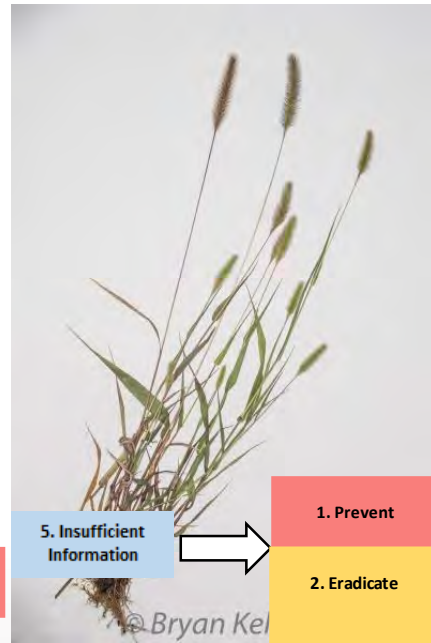 5. Insufficient
Information
1. Prevent
2. Eradicate
© Bryan Kel